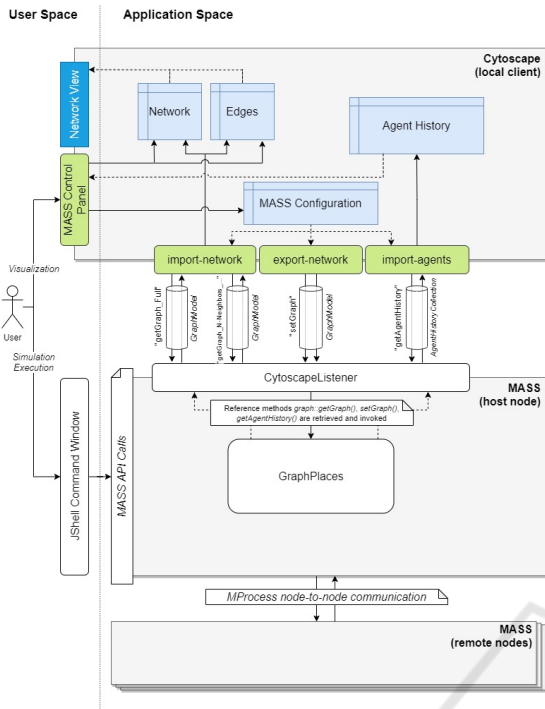 User Space
Application Space
Cytoscape
(local client)
Network View
Network
Edges
Agent History
MASS Control
Panel
MASS Configuration
import-network
export-network
import-agents
Visualization
"getGraph_Full"
GraphModel
GraphModel
"setGraph"
GraphModel
"getAgentHistory"
AgentHistory Collection
User
Simulation
Execution
CytoscapeListener
MASS
(host node)
Reference methods graph::getGraph(), setGraph(),
getAgentHistory() are retrieved and invoked
GraphPlaces
JShell Command Window
MASS API Calls
MProcess node-to-node communication
MASS
(remote nodes)